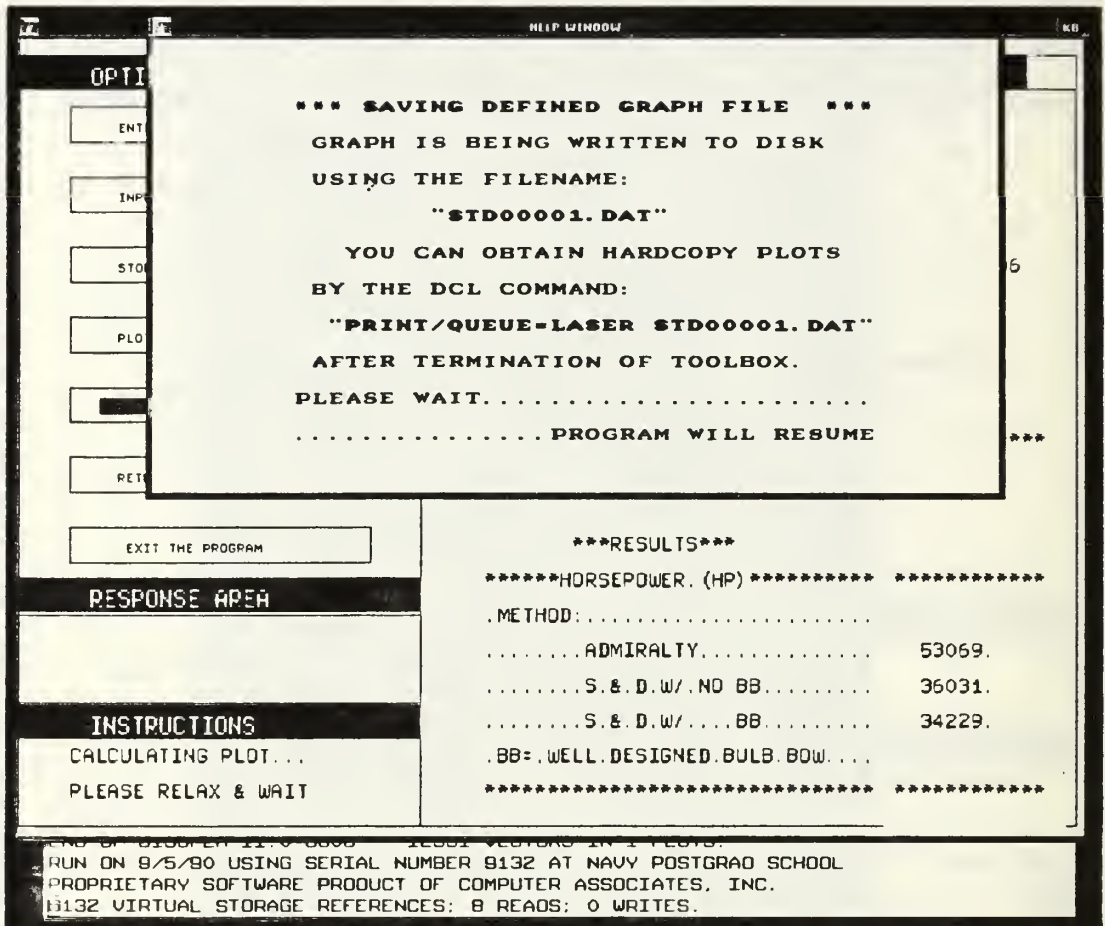 HELP WINDOW
KB
OPTI
ENT
INP
STO
PLO
RET
EXIT THE PROGRAM
*** SAVING DEFINED GRAPH FILE ***
GRAPH IS BEING WRITTEN TO DISK
USING THE FILENAME:
"STD00001.DAT"
YOU CAN OBTAIN HARDCOPY PLOTS
BY THE DCL COMMAND:
"PRINT/QUEUE=LASER STD00001.DAT"
AFTER TERMINATION OF TOOLBOX.
PLEASE WAIT.......................
...............PROGRAM WILL RESUME
6
***
RESPONSE AREA
INSTRUCTIONS
CALCULATING PLOT...
PLEASE RELAX & WAIT
***RESULTS***
******HORSEPOWER.(HP)********** ************
.METHOD:.......................
........ADMIRALTY.............. 53069.
........S.&.D.W/.NO BB......... 36031.
........S.&.D.W/....BB......... 34229.
.BB=.WELL.DESIGNED.BULB.BOW....
******************************* ************
RUN ON 9/5/90 USING SERIAL NUMBER 9132 AT NAVY POSTGRAD SCHOOL
PROPRIETARY SOFTWARE PRODUCT OF COMPUTER ASSOCIATES, INC.
9132 VIRTUAL STORAGE REFERENCES; 8 READS; 0 WRITES.